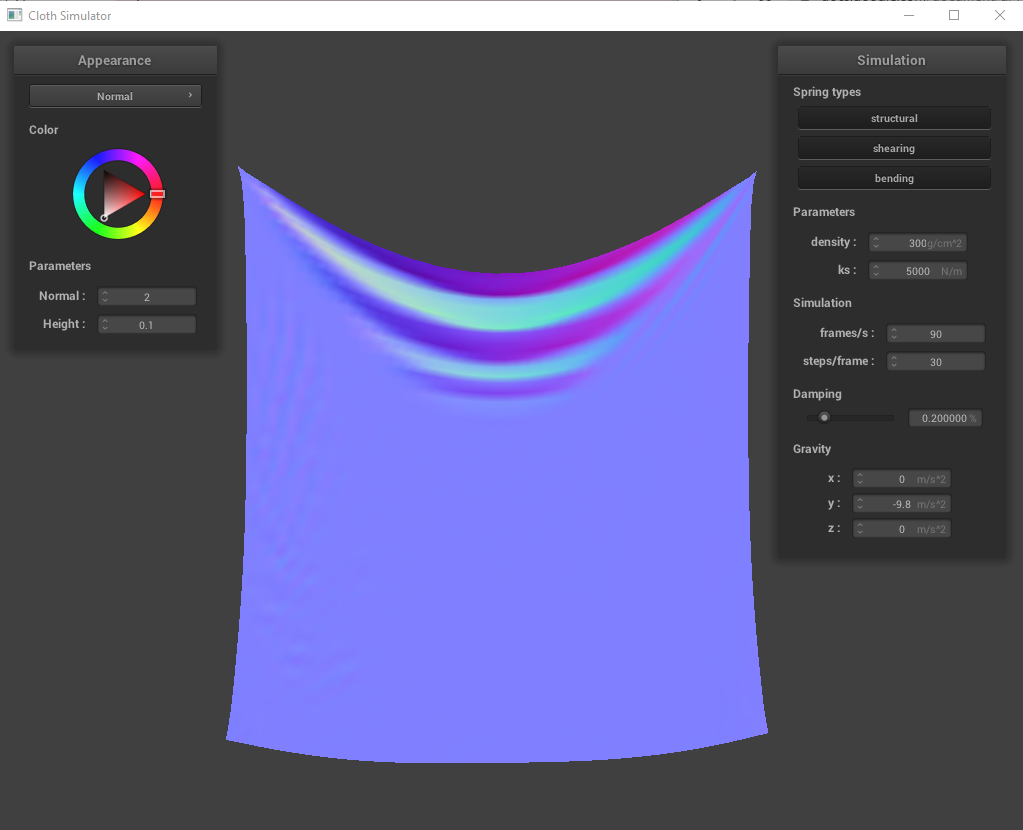 Cloth Simulator
Appearance
Normal
Color
Parameters
Normal : 2
Height : 0.1
Simulation
Spring types
structural
shearing
bending
Parameters
density : 300 g/cm^2
ks : 5000 N/m
Simulation
frames/s : 90
steps/frame : 30
Damping
0.200000 %
Gravity
x : 0 m/s^2
y : -9.8 m/s^2
z : 0 m/s^2